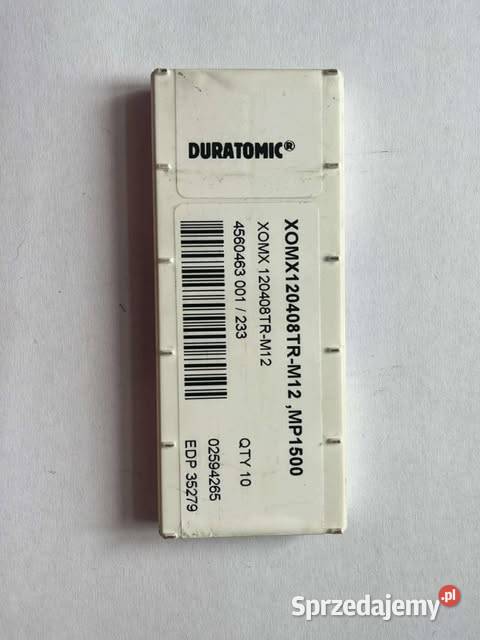 DURATOMIC®
XOMX120408TR-M12 ,MP1500
XOMX 120408TR-M12
4560463 001 / 233
QTY 10
02594265
EDP 35279
Sprzedajemy.pl